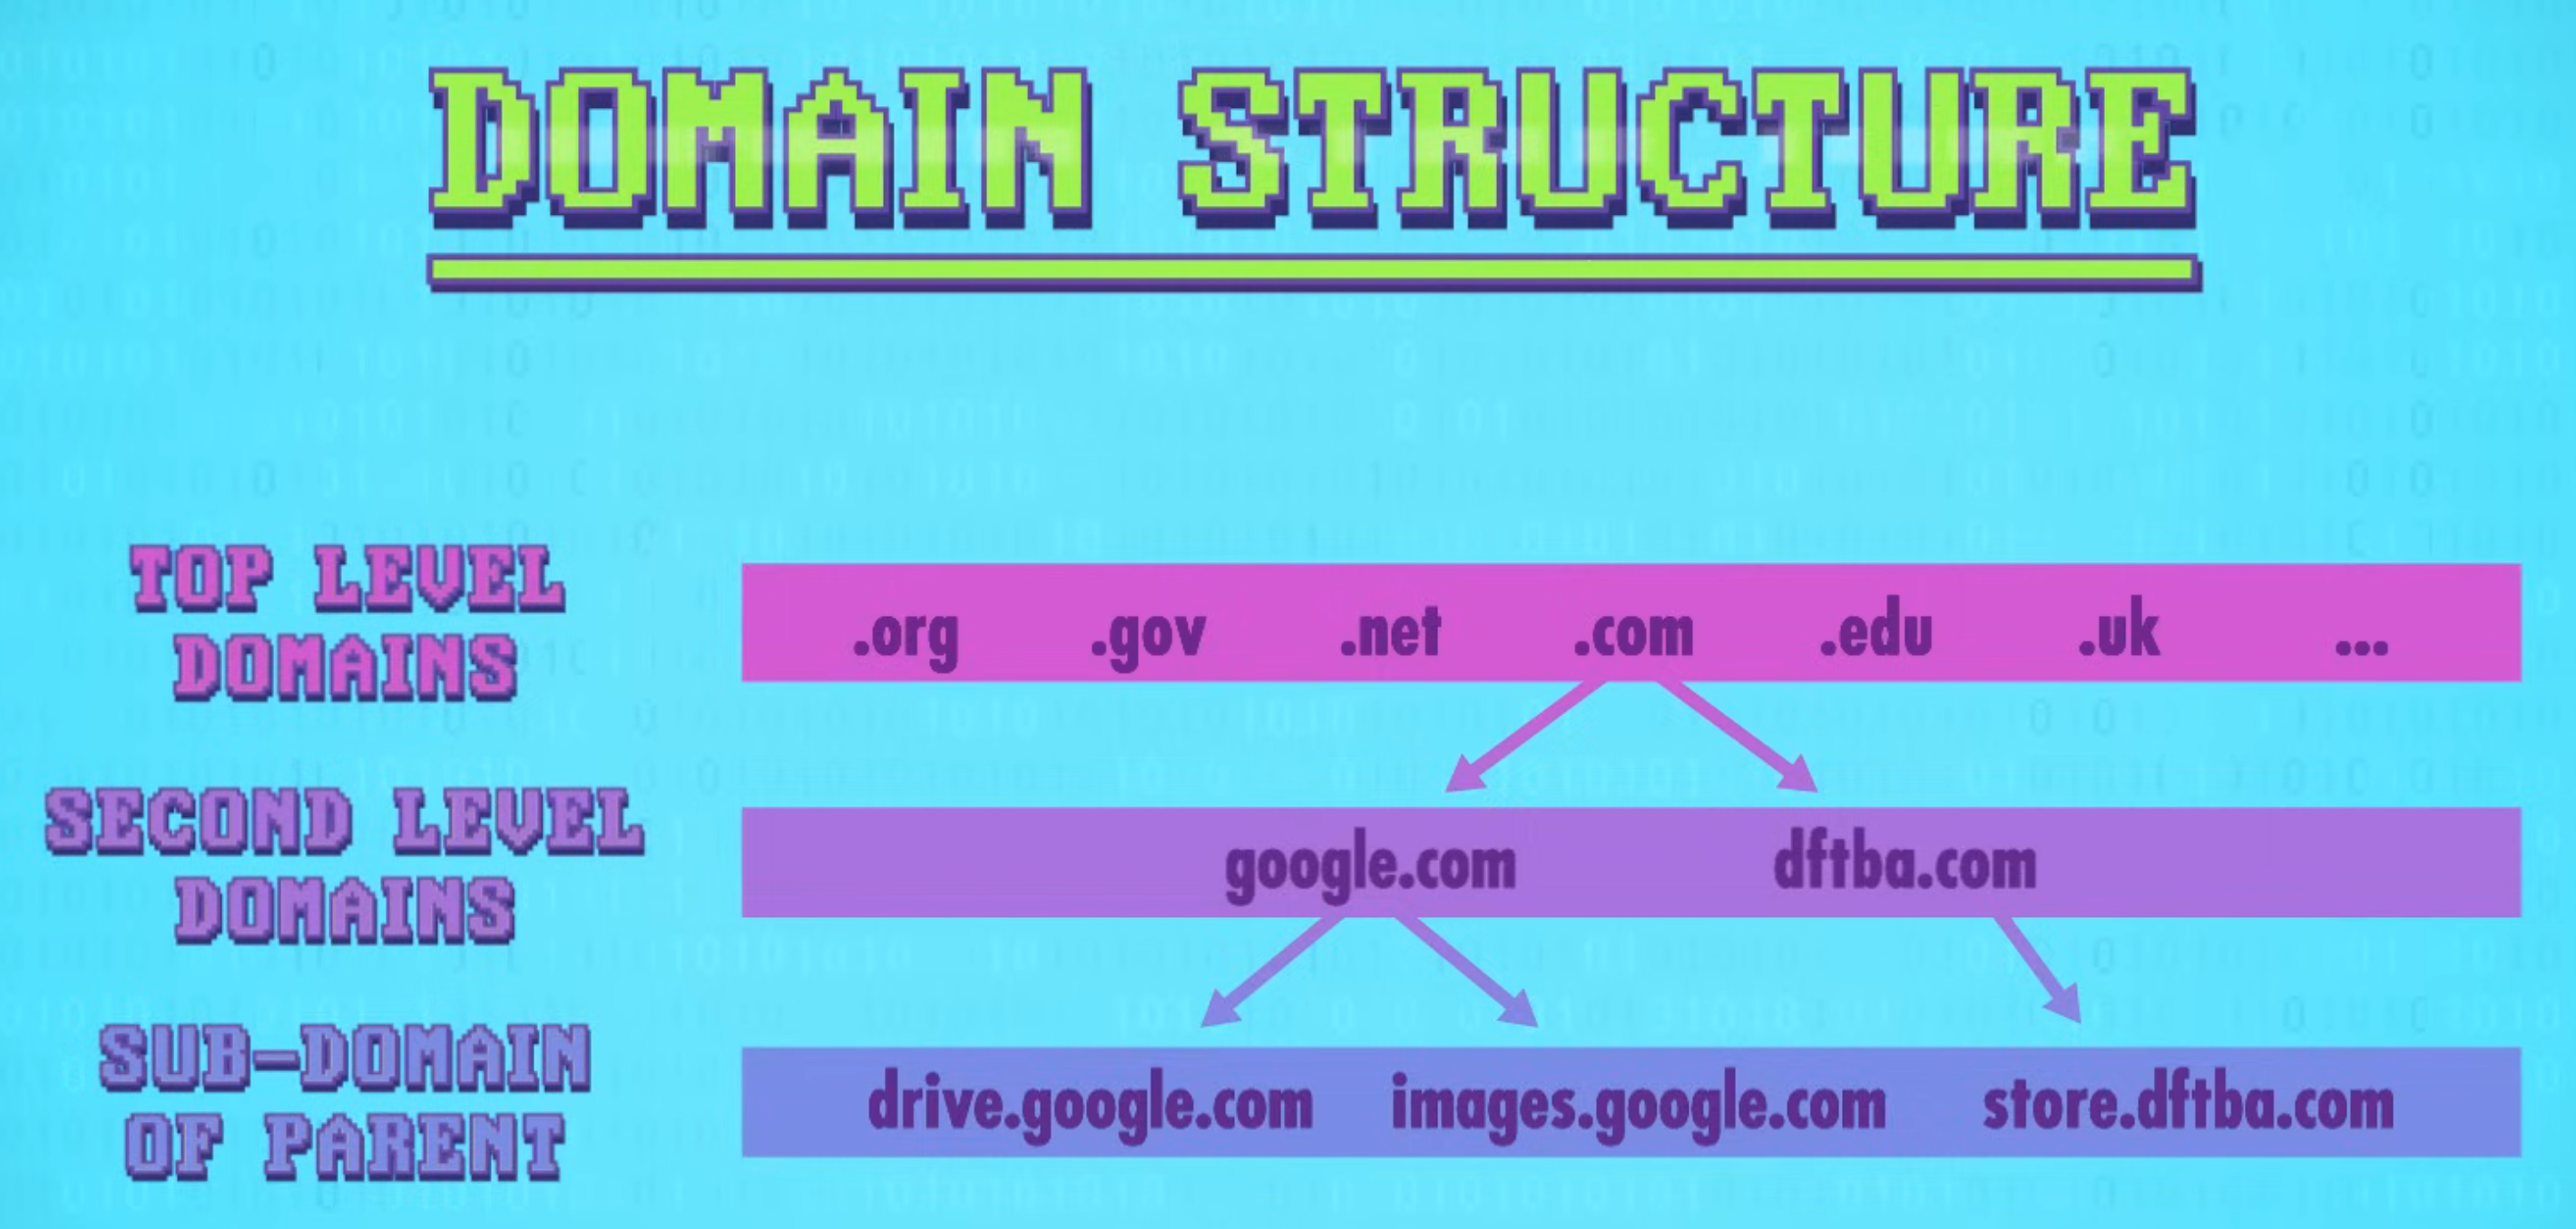 DOMAIN STRUCTURE
TOP LEVEL
DOMAINS
.org .gov .net .com .edu .uk ...
SECOND LEVEL
DOMAINS
google.com dftba.com
SUB-DOMAIN
OF PARENT
drive.google.com images.google.com store.dftba.com